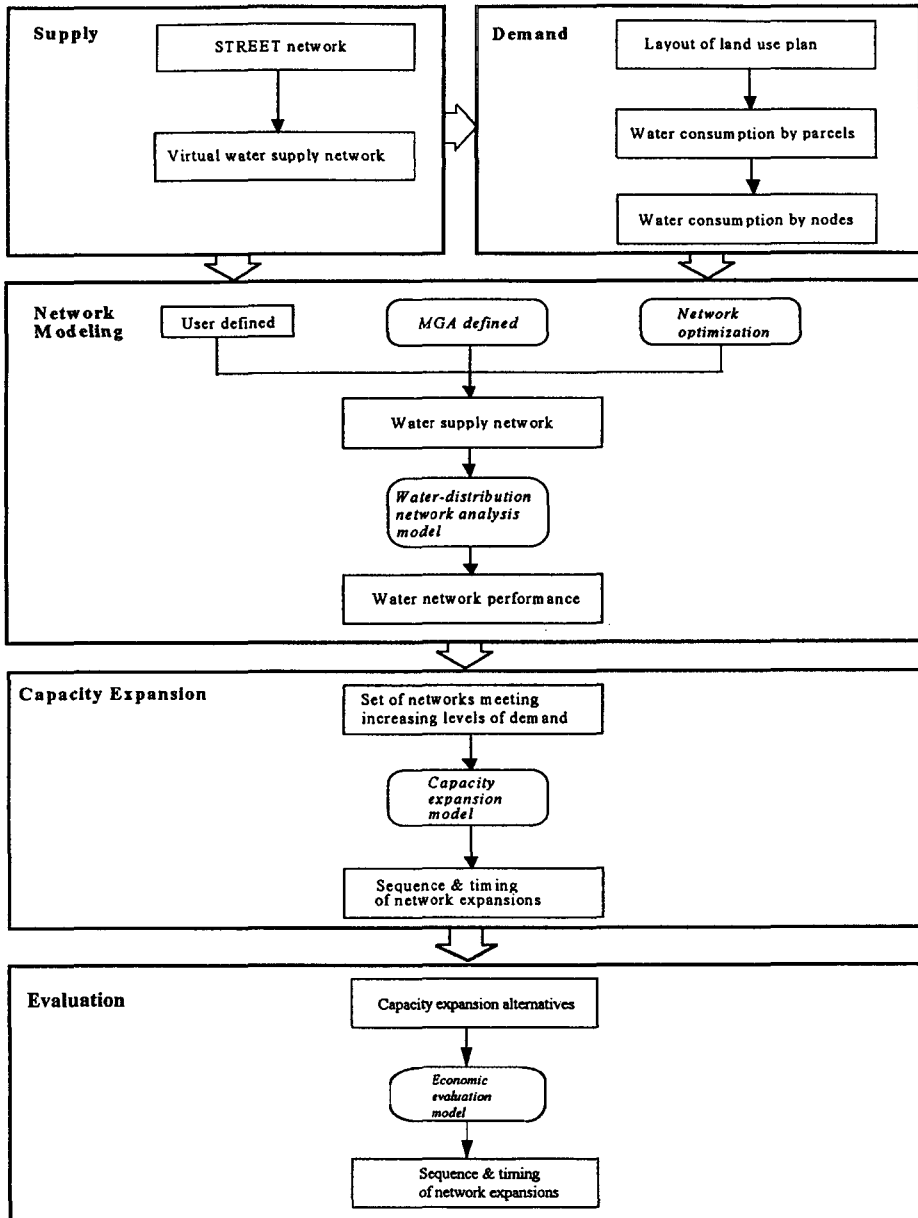 Supply
STREET network
Virtual water supply network
Demand
Layout of land use plan
Water consumption by parcels
Water consumption by nodes
Network
Modeling
User defined
MGA defined
Network
optimization
Water supply network
Water-distribution
network analysis
model
Water network performance
Capacity Expansion
Set of networks meeting
increasing levels of demand
Capacity
expansion
model
Sequence & timing
of network expansions
Evaluation
Capacity expansion alternatives
Economic
evaluation
model
Sequence & timing
of network expansions